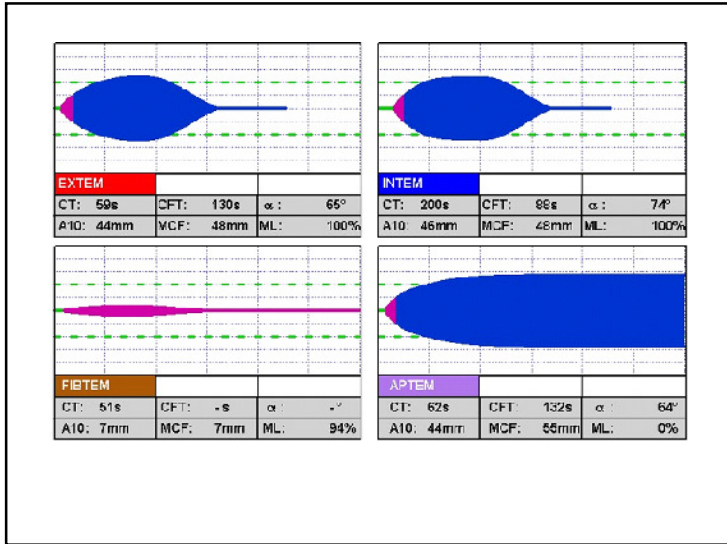 EXTEM
CT: 59s CFT: 130s α : 65°
A10: 44mm MCF: 48mm ML: 100%
INTEM
CT: 200s CFT: 88s α : 74°
A10: 46mm MCF: 48mm ML: 100%
FIBTEM
CT: 51s CFT: -s α : -°
A10: 7mm MCF: 7mm ML: 94%
APTEM
CT: 62s CFT: 132s α : 64°
A10: 44mm MCF: 55mm ML: 0%